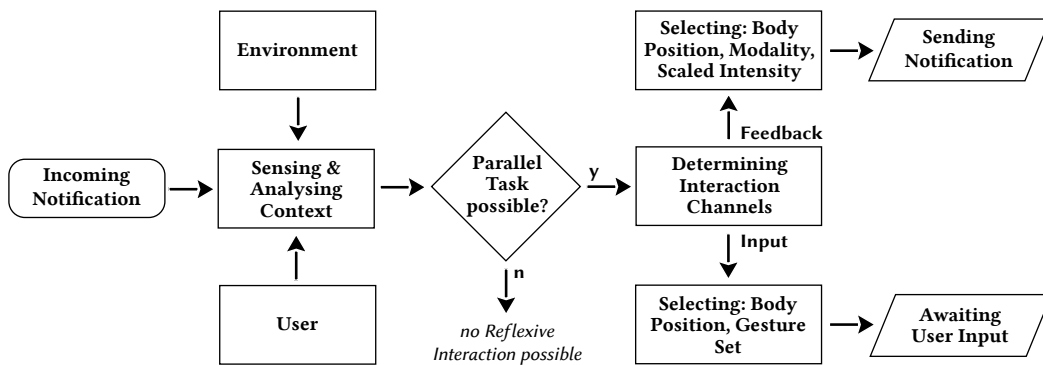 Environment
Incoming
Notification
Sensing &
Analysing
Context
User
Parallel
Task
possible?
y
n
no Reflexive
Interaction possible
Selecting: Body
Position, Modality,
Scaled Intensity
Sending
Notification
Feedback
Determining
Interaction
Channels
Input
Selecting: Body
Position, Gesture
Set
Awaiting
User Input